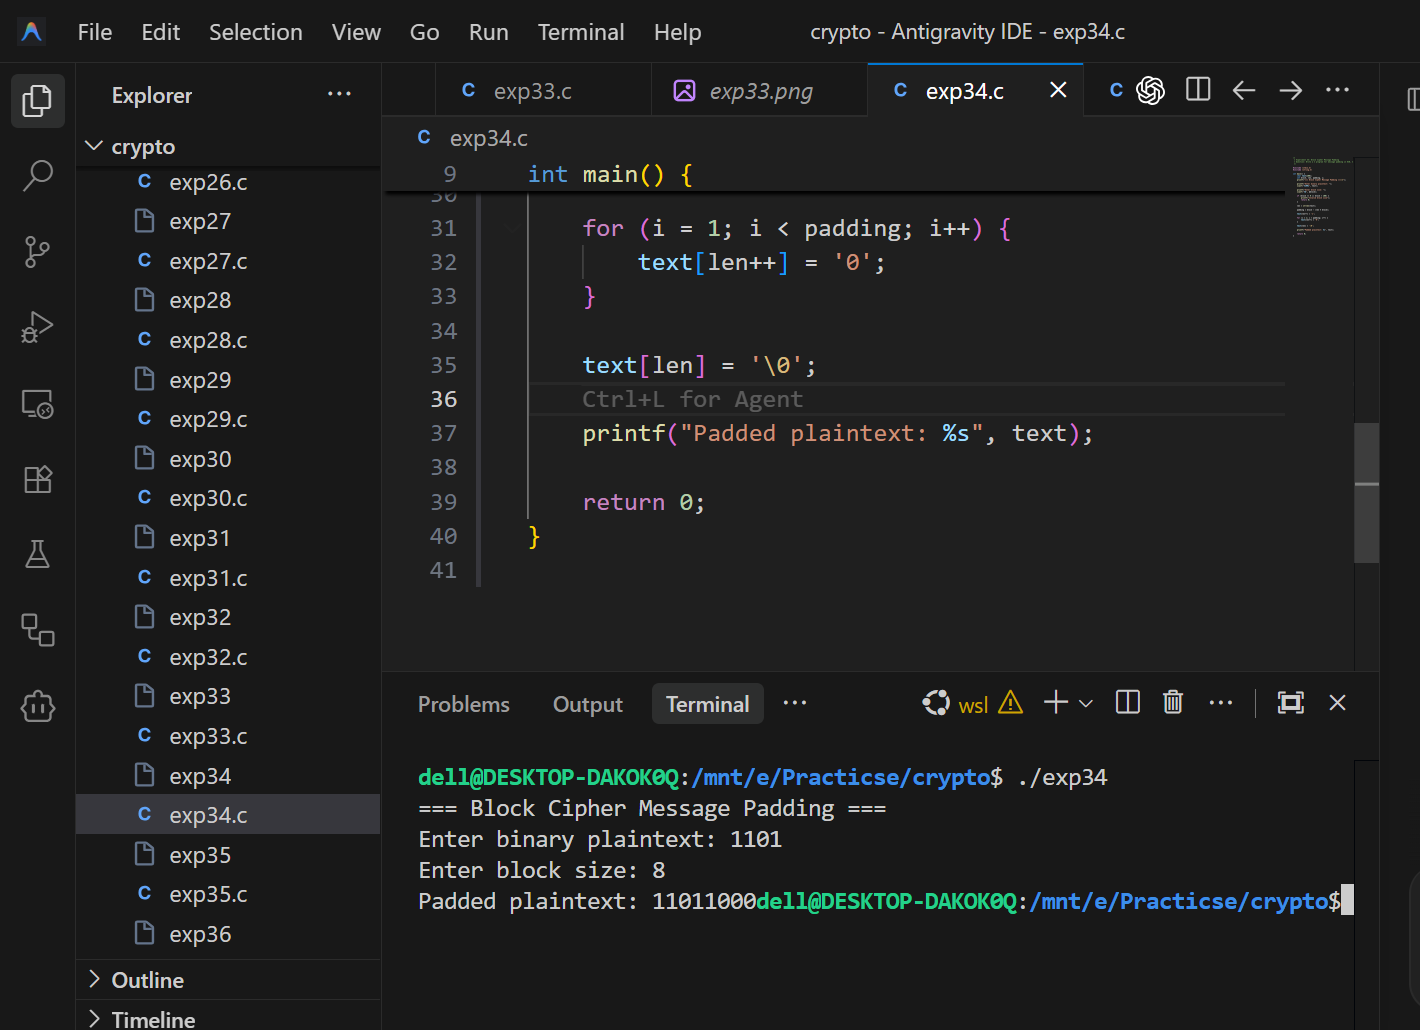 File Edit Selection View Go Run Terminal Help crypto - Antigravity IDE - exp34.c
Explorer
crypto
exp26.c
exp27
exp27.c
exp28
exp28.c
exp29
exp29.c
exp30
exp30.c
exp31
exp31.c
exp32
exp32.c
exp33
exp33.c
exp34
exp34.c
exp35
exp35.c
exp36
Outline
Timeline
exp33.c exp33.png exp34.c
exp34.c
9 int main() {
30
31 for (i = 1; i < padding; i++) {
32 text[len++] = '0';
33 }
34
35 text[len] = '\0';
36 Ctrl+L for Agent
37 printf("Padded plaintext: %s", text);
38
39 return 0;
40 }
41
Problems Output Terminal wsl
dell@DESKTOP-DAKOK0Q:/mnt/e/Practicse/crypto$ ./exp34
=== Block Cipher Message Padding ===
Enter binary plaintext: 1101
Enter block size: 8
Padded plaintext: 11011000dell@DESKTOP-DAKOK0Q:/mnt/e/Practicse/crypto$